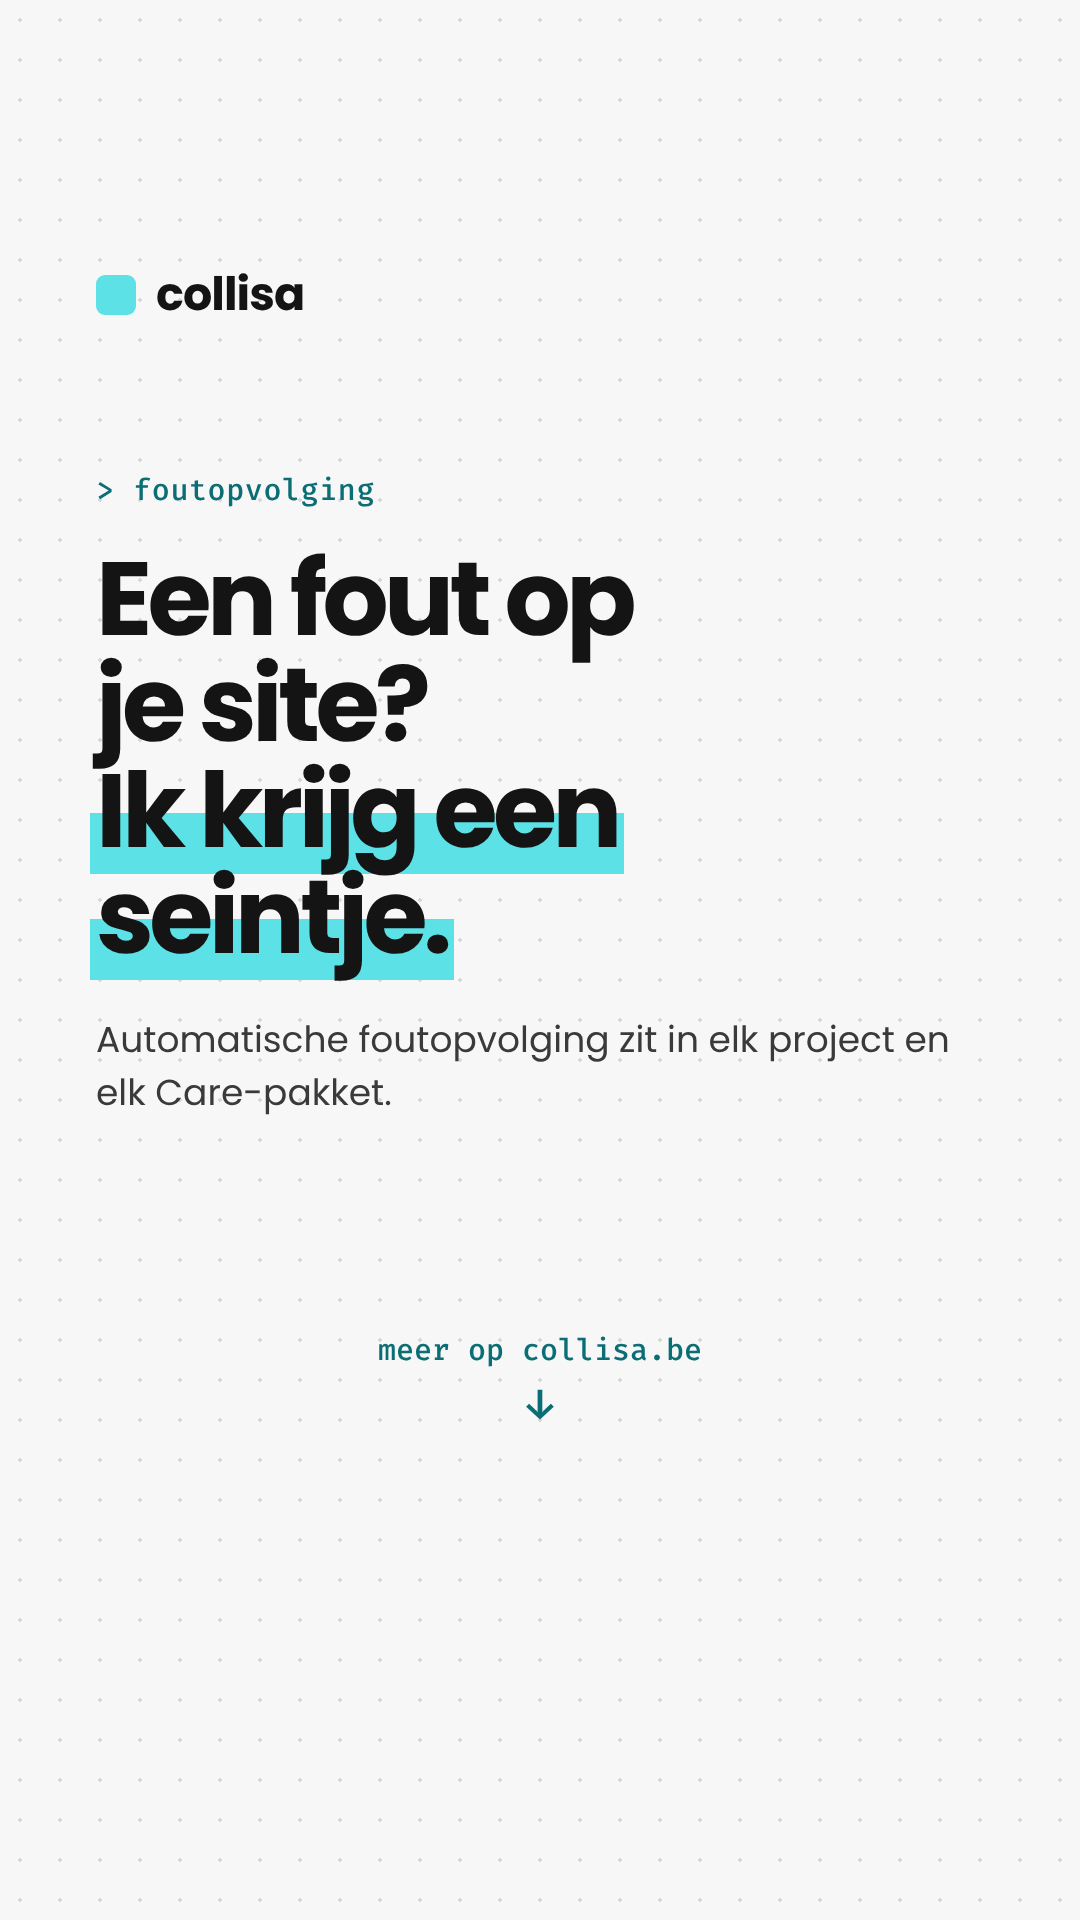 collisa
> foutopvolging
Een fout op
je site?
Ik krijg een
seintje.
Automatische foutopvolging zit in elk project en
elk Care-pakket.
meer op collisa.be
↓